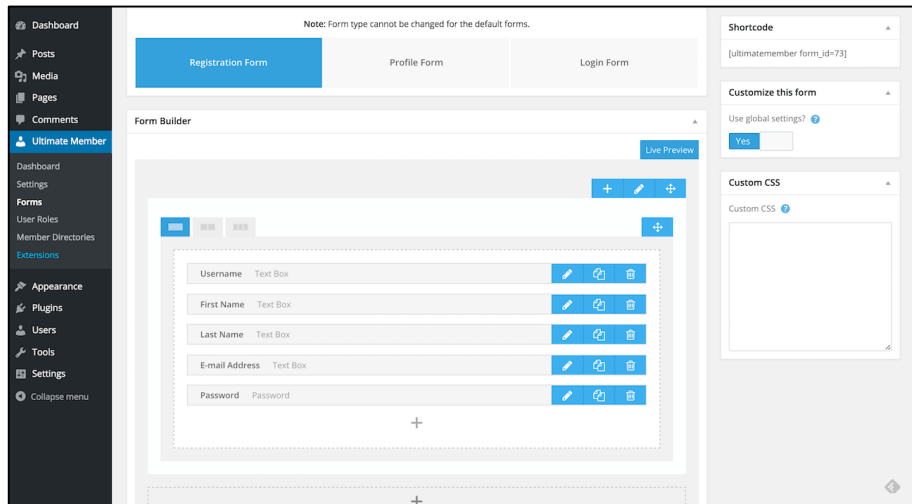 Dashboard
Posts
Media
Pages
Comments
Ultimate Member
Dashboard
Settings
Forms
User Roles
Member Directories
Extensions
Appearance
Plugins
Users
Tools
Settings
Collapse menu
Note: Form type cannot be changed for the default forms.
Registration Form
Profile Form
Login Form
Form Builder
Live Preview
Username Text Box
First Name Text Box
Last Name Text Box
E-mail Address Text Box
Password Password
Shortcode
[ultimatemember form_id=73]
Customize this form
Use global settings?
Yes
Custom CSS
Custom CSS